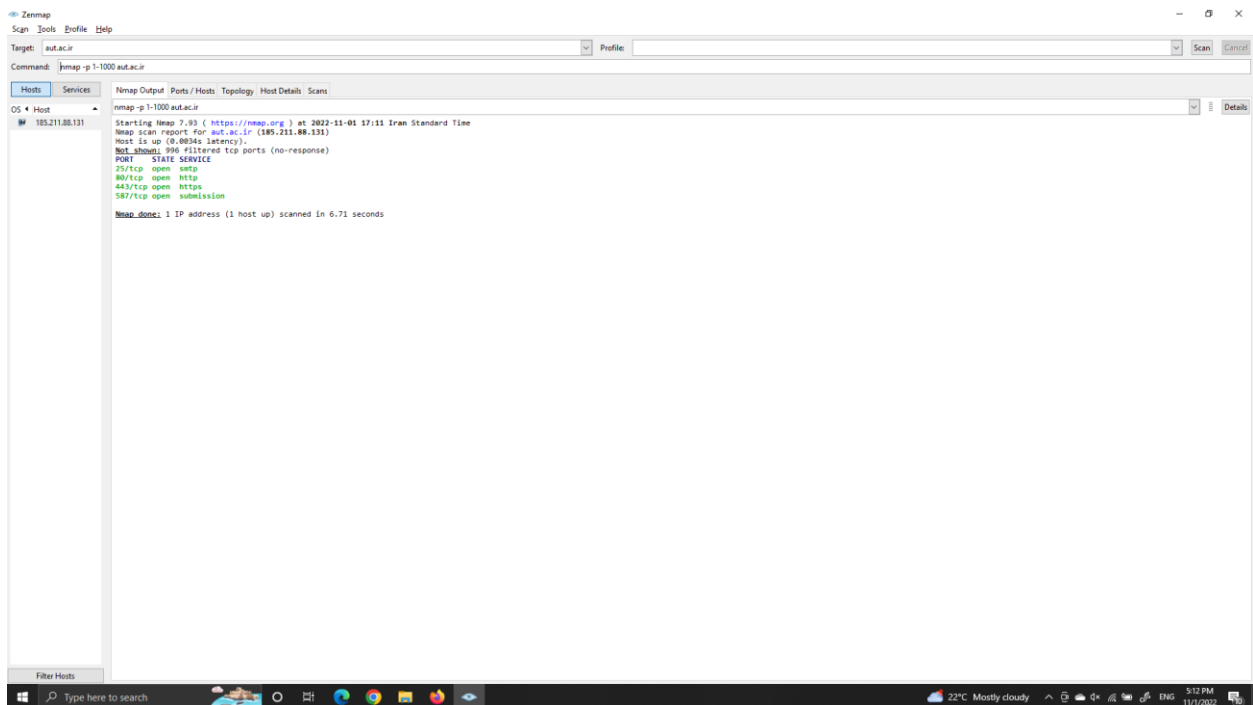 Zenmap
Scan Tools Profile Help
Target: aut.ac.ir Profile: Scan Cancel
Command: nmap -p 1-1000 aut.ac.ir
Hosts Services Nmap Output Ports / Hosts Topology Host Details Scans
OS Host nmap -p 1-1000 aut.ac.ir Details
185.211.88.131
Starting Nmap 7.93 ( https://nmap.org ) at 2022-11-01 17:11 Iran Standard Time
Nmap scan report for aut.ac.ir (185.211.88.131)
Host is up (0.0034s latency).
Not shown: 996 filtered tcp ports (no-response)
PORT STATE SERVICE
25/tcp open smtp
80/tcp open http
443/tcp open https
587/tcp open submission
Nmap done: 1 IP address (1 host up) scanned in 6.71 seconds
Filter Hosts
Type here to search 22°C Mostly cloudy ENG 5:12 PM
11/1/2022